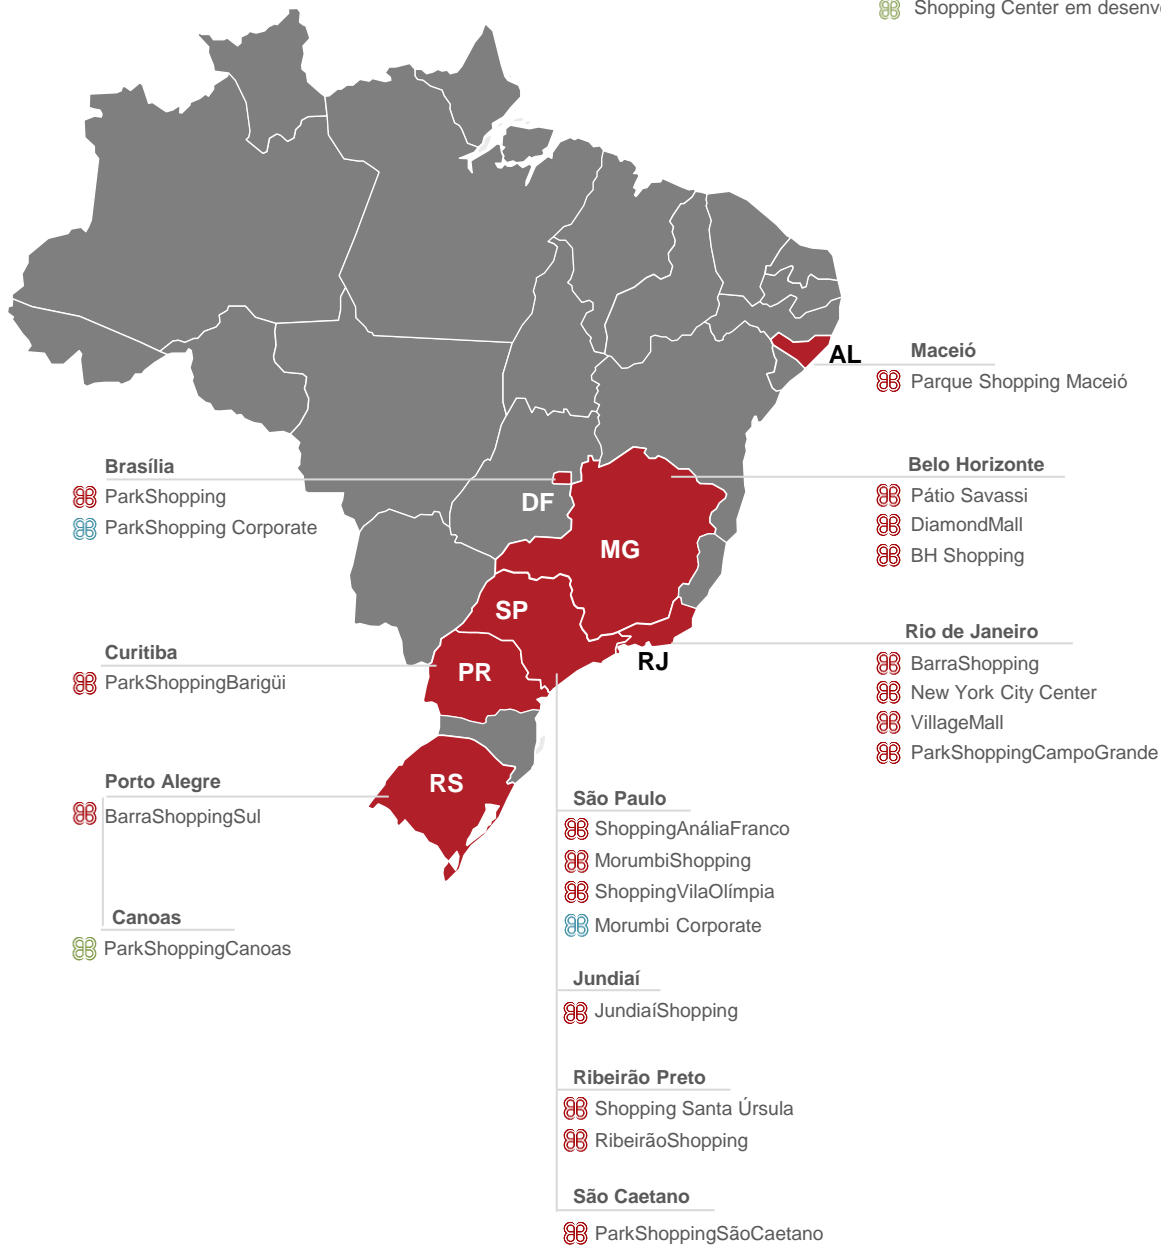 Shopping Center em
AL
Maceió
Parque Shopping Maceió
Brasília
ParkShopping
ParkShopping Corporate
DF
MG
Belo Horizonte
Pátio Savassi
DiamondMall
BH Shopping
SP
Rio de Janeiro
RJ
BarraShopping
New York City Center
VillageMall
ParkShoppingCampoGrande
Curitiba
ParkShoppingBarigüi
PR
Porto Alegre
BarraShoppingSul
RS
Canoas
ParkShoppingCanoas
São Paulo
ShoppingAnáliaFranco
MorumbiShopping
ShoppingVilaOlímpia
Morumbi Corporate
Jundiaí
JundiaíShopping
Ribeirão Preto
Shopping Santa Úrsula
RibeirãoShopping
São Caetano
ParkShoppingSãoCaetano